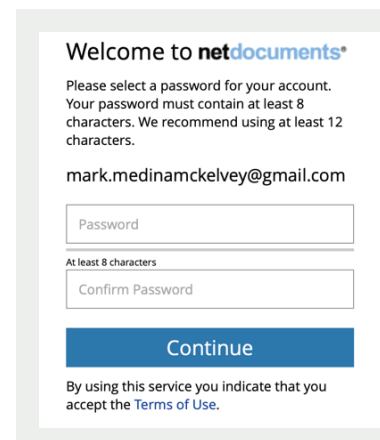 Welcome to netdocuments®
Please select a password for your account.
Your password must contain at least 8
characters. We recommend using at least 12
characters.
mark.medinamckelvey@gmail.com
Password
At least 8 characters
Confirm Password
Continue
By using this service you indicate that you
accept the Terms of Use.